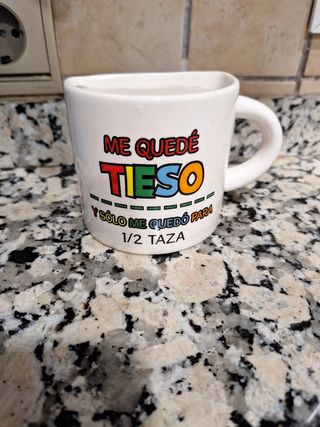 ME QUEDÉ
TIESO
Y SÓLO ME QUEDÓ PARA
1/2 TAZA